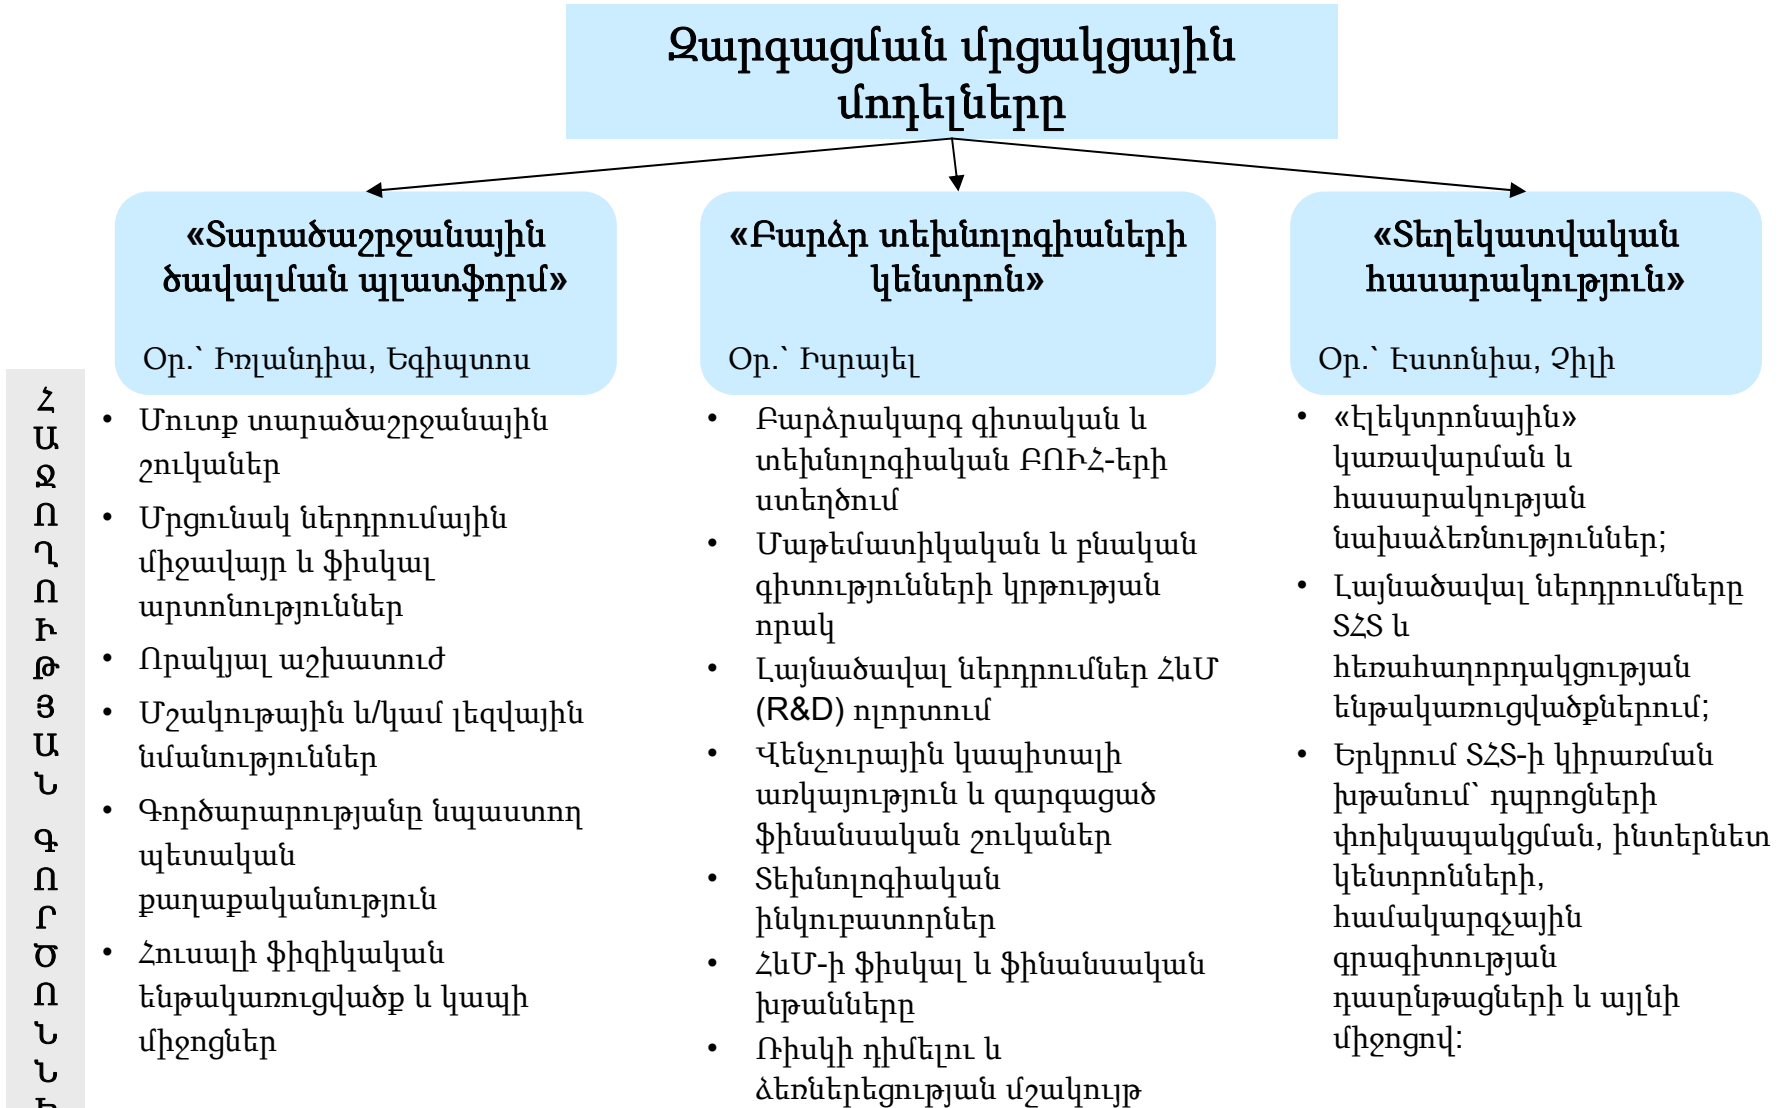 Զարգացման մրցակցային
մոդելները
«Տարածաշրջանային
ծավալման պլատֆորմ»
Օր.` Իռլանդիա, Եգիպտոս
«Բարձր տեխնոլոգիաների
կենտրոն»
Օր.` Իսրայել
«Տեղեկատվական
հասարակություն»
Օր.` Էստոնիա, Չիլի
ՀԱՋՈՂՈՒԹՅԱՆ ԳՈՐԾՈՆՆԻ
• Մուտք տարածաշրջանային
շուկաներ
• Մրցունակ ներդրումային
միջավայր և ֆիսկալ
արտոնություններ
• Որակյալ աշխատուժ
• Մշակութային և/կամ լեզվային
նմանություններ
• Գործարարությանը նպաստող
պետական
քաղաքականություն
• Հուսալի ֆիզիկական
ենթակառուցվածք և կապի
միջոցներ
• Բարձրակարգ գիտական և
տեխնոլոգիական ԲՈՒՀ-երի
ստեղծում
• Մաթեմատիկական և բնական
գիտությունների կրթության
որակ
• Լայնածավալ ներդրումներ ՀևՄ
(R&D) ոլորտում
• Վենչուրային կապիտալի
առկայություն և զարգացած
ֆինանսական շուկաներ
• Տեխնոլոգիական
ինկուբատորներ
• ՀևՄ-ի ֆիսկալ և ֆինանսական
խթանները
• Ռիսկի դիմելու և
ձեռներեցության մշակույթ
• «էլեկտրոնային»
կառավարման և
հասարակության
նախաձեռնություններ;
• Լայնածավալ ներդրումները
ՏՀՏ և
հեռահաղորդակցության
ենթակառուցվածքներում;
• Երկրում ՏՀՏ-ի կիրառման
խթանում` դպրոցների
փոխկապակցման, ինտերնետ
կենտրոնների,
համակարգչային
գրագիտության
դասընթացների և այլնի
միջոցով: